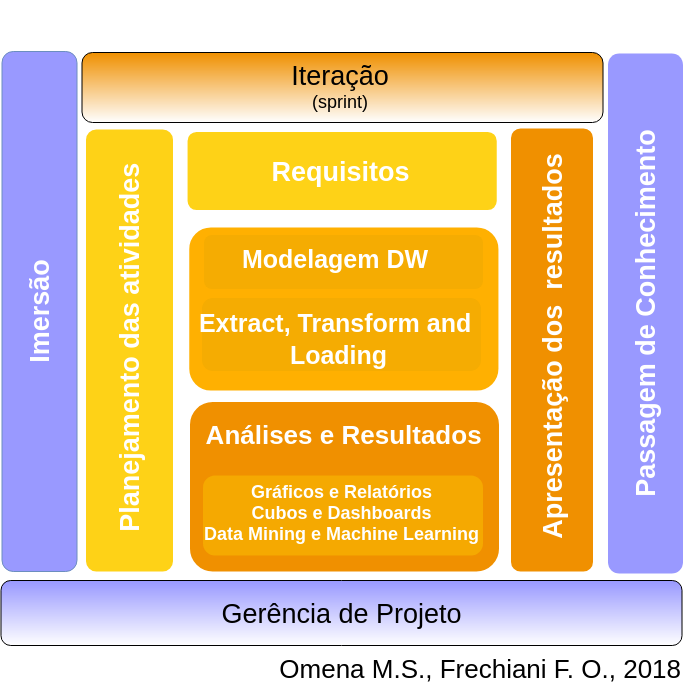 Iteração
(sprint)
Imersão
Planejamento das atividades
Requisitos
Modelagem DW
Extract, Transform and
Loading
Análises e Resultados
Gráficos e Relatórios
Cubos e Dashboards
Data Mining e Machine Learning
Apresentação dos resultados
Passagem de Conhecimento
Gerência de Projeto
Omena M.S., Frechiani F. O., 2018